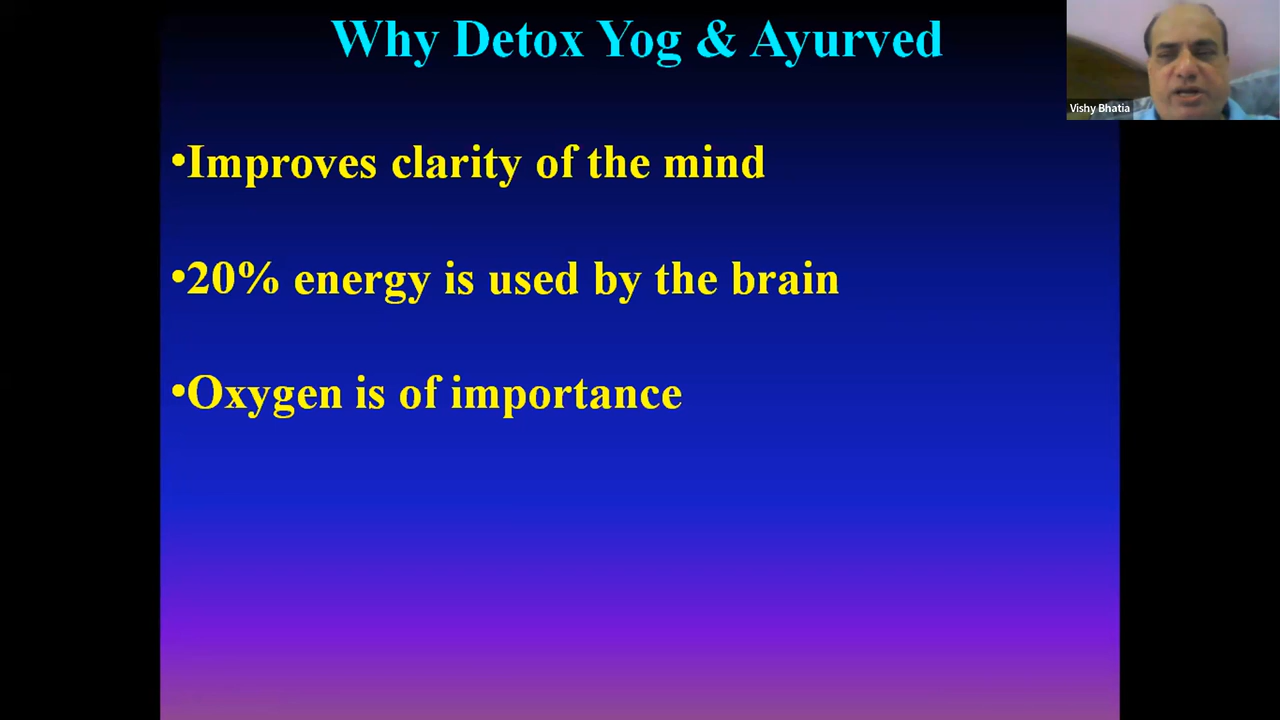 Why Detox Yog & Ayurved
Vishy Bhatia
•Improves clarity of the mind
•20% energy is used by the brain
•Oxygen is of importance